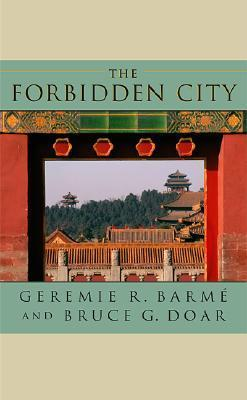 THE
FORBIDDEN CITY
GEREMIE R. BARMÉ
AND BRUCE G. DOAR